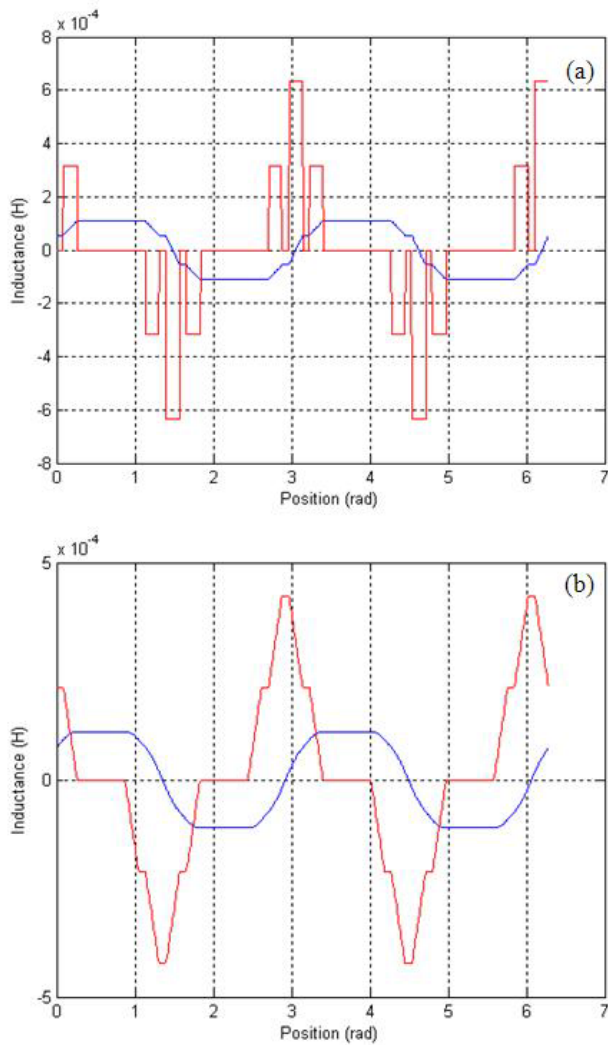 x 10⁻⁴
8
(a)
6
4
2
0
-2
-4
-6
-8
Inductance (H)
0 1 2 3 4 5 6 7
Position (rad)
x 10⁻⁴
5
(b)
0
-5
Inductance (H)
0 1 2 3 4 5 6 7
Position (rad)